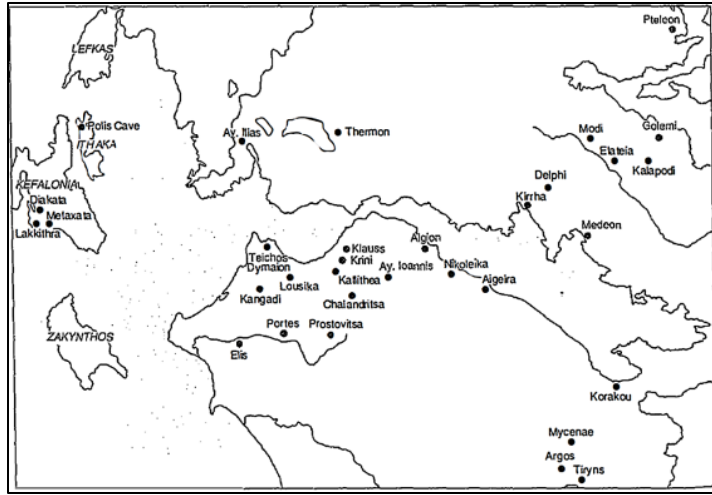 Pteleon
LEFKAS
Polis Cave
ITHAKA
Ay. Ilias
Thermon
Modi
Golemi
Elateia
Kalapodi
KEFALONIA
Diakata
Metaxata
Lakkithra
Delphi
Kirrha
Medeon
Teichos
Dymaion
Klauss
Krini
Aigion
Kallithea
Ay. Ioannis
Nikoleika
Lousika
Kangadi
Chalandritsa
Aigeira
ZAKYNTHOS
Portes
Prostovitsa
Elis
Korakou
Mycenae
Argos
Tiryns